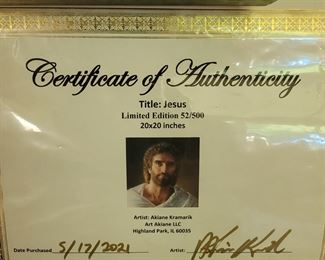 Certificate of Authenticity
Title: Jesus
Limited Edition 52/500
20x20 inches
Artist: Akiane Kramarik
Art Akiane LLC
Highland Park, IL 60035
Date Purchased 5/17/2021 Artist: